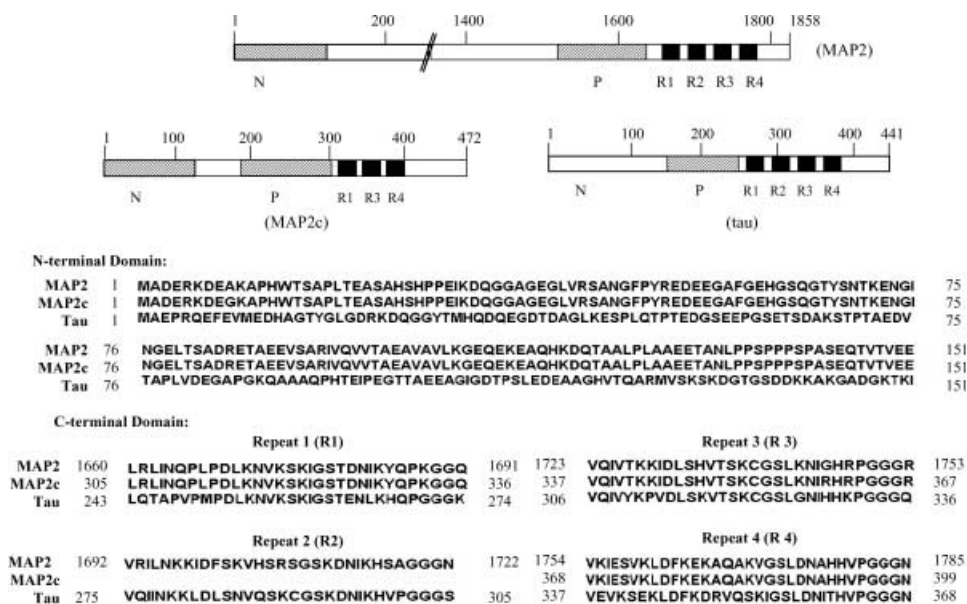 1 200 1400 1600 1800 1858
(MAP2)
N P R1 R2 R3 R4
1 100 200 300 400 472
N P R1 R3 R4
(MAP2c)
1 100 200 300 400 441
N P R1 R2 R3 R4
(tau)
N-terminal Domain:
MAP2 1 MADERKDEAKAPHWTSAPLTEASAHSHPPEIKDQGGAGEGLVRSANGFPYREDEEGAFGEHGSQGTYSNTKENGI 75
MAP2c 1 MADERKDEGKAPHWTSAPLTEASAHSHPPEIKDQGGAGEGLVRSANGFPYREDEEGAFGEHGSQGTYSNTKENGI 75
Tau 1 MAEPRQEFEVMEDHAGTYGLGDRKDQGGYTMHQDQEGDTDAGLKESPLQTPTEDGSEEPGSETSDAKSTPTAEDV 75
MAP2 76 NGELTSADRETAEEVSARIVQVVTAEAVAVLKGEQEKEAQHKDQTAALPLAAEETANLPPSPPPSPASEQTVTVEE 151
MAP2c 76 NGELTSADRETAEEVSARIVQVVTAEAVAVLKGEQEKEAQHKDQTAALPLAAEETANLPPSPPPSPASEQTVTVEE 151
Tau 76 TAPLVDEGAPGKQAAAQPHTEIPEGTTAEEAGIGDTPSLEDEAAGHVTQARMVSKSKDGTGSDDKKAKGADGKTKI 151
C-terminal Domain:
Repeat 1 (R1)
MAP2 1660 LRLINQPLPDLKNVKSKIGSTDNIKYQPKGGQ 1691
MAP2c 305 LRLINQPLPDLKNVKSKIGSTDNIKYQPKGGQ 336
Tau 243 LQTAPVPMPDLKNVKSKIGSTENLKHQPGGGK 274
Repeat 3 (R 3)
1723 VQIVTKKIDLSHVTSKCGSLKNIGHRPGGGR 1753
337 VQIVTKKIDLSHVTSKCGSLKNIRHRPGGGR 367
306 VQIVYKPVDLSKVTSKCGSLGNIHHKPGGGQ 336
Repeat 2 (R2)
MAP2 1692 VRILNKKIDFSKVHSRSGSKDNIKHSAGGGN 1722
MAP2c
Tau 275 VQIINKKLDLSNVQSKCGSKDNIKHVPGGGS 305
Repeat 4 (R 4)
1754 VKIESVKLDFKEKAQAKVGSLDNAHHVPGGGN 1785
368 VKIESVKLDFKEKAQAKVGSLDNAHHVPGGGN 399
337 VEVKSEKLDFKDRVQSKIGSLDNITHVPGGGN 368